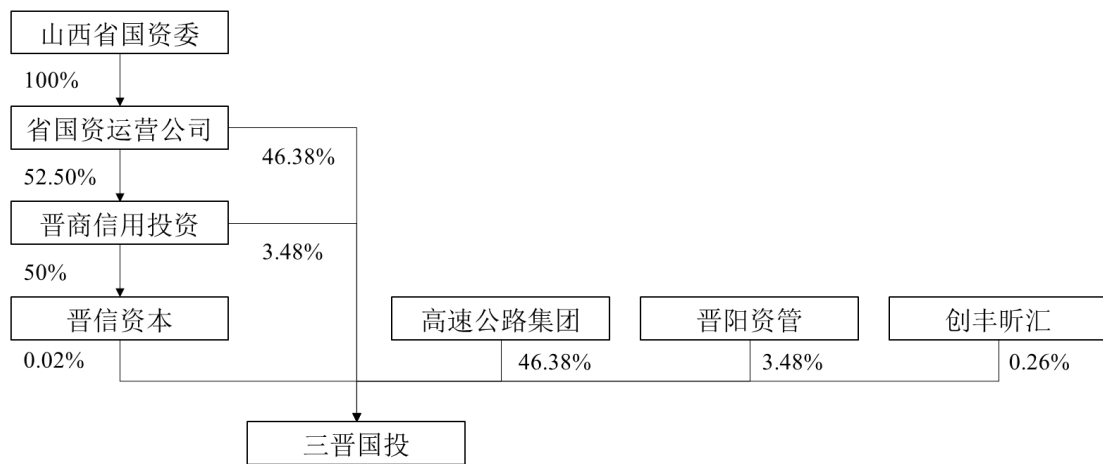 山西省国资委
100%
省国资运营公司
46.38%
52.50%
晋商信用投资
3.48%
50%
晋信资本
高速公路集团
晋阳资管
创丰昕汇
0.02%
46.38%
3.48%
0.26%
三晋国投